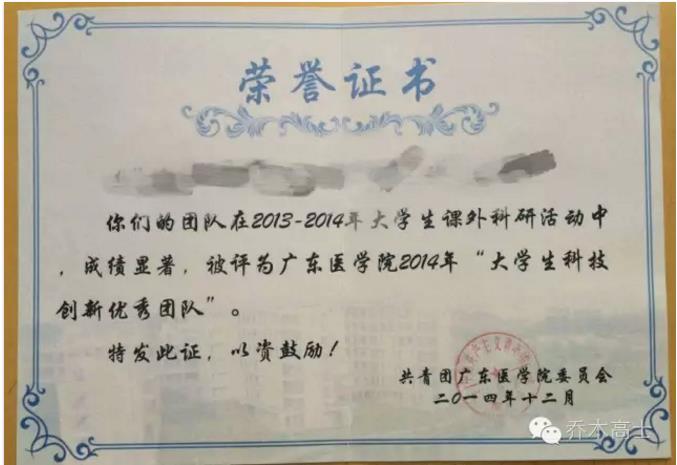 荣誉证书
你们的团队在2013-2014年大学生课外科研活动中
，成绩显著，被评为广东医学院2014年“大学生科技
创新优秀团队”。
特发此证，以资鼓励！
共青团广东医学院委员会
二〇一四年十二月
乔木高士